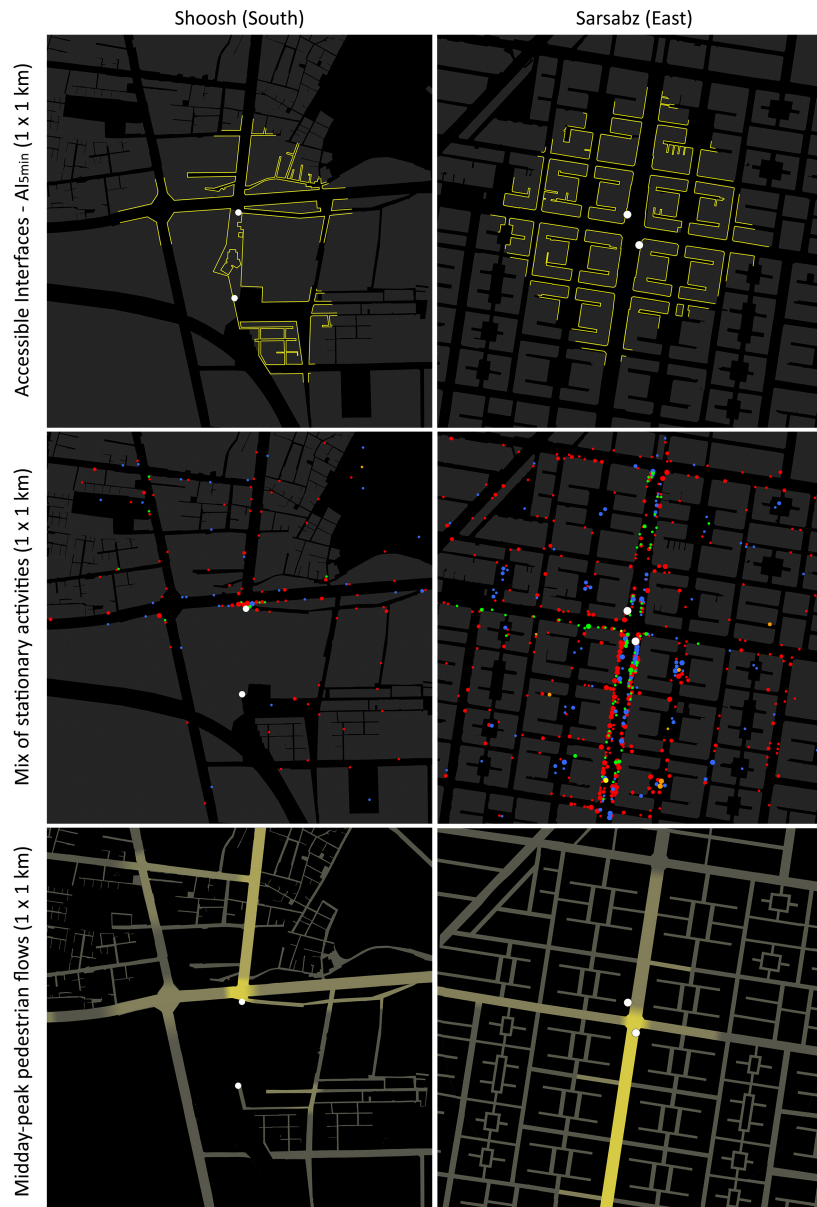 Shoosh (South)
Sarsabz (East)
Accessible Interfaces - AI5min (1 x 1 km)
Mix of stationary activities (1 x 1 km)
Midday-peak pedestrian flows (1 x 1 km)